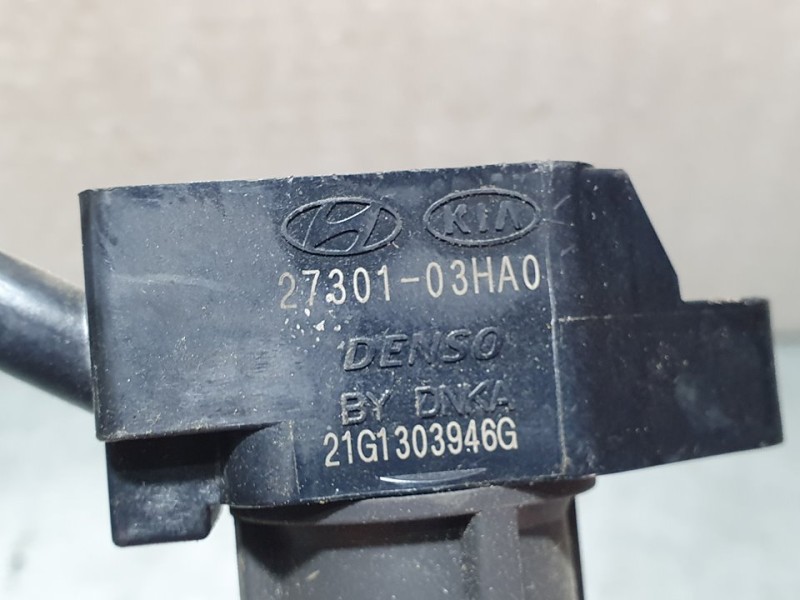 KIA
27301-03HA0
DENSO
BY DNKA
21G1303946G